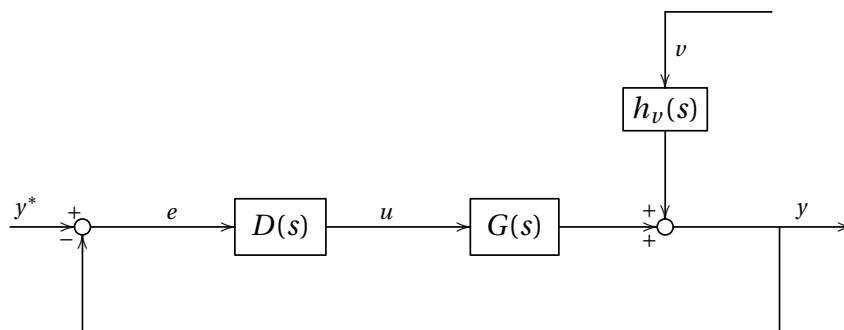 v
h_v(s)
y*
+
−
e
D(s)
u
G(s)
+
+
y